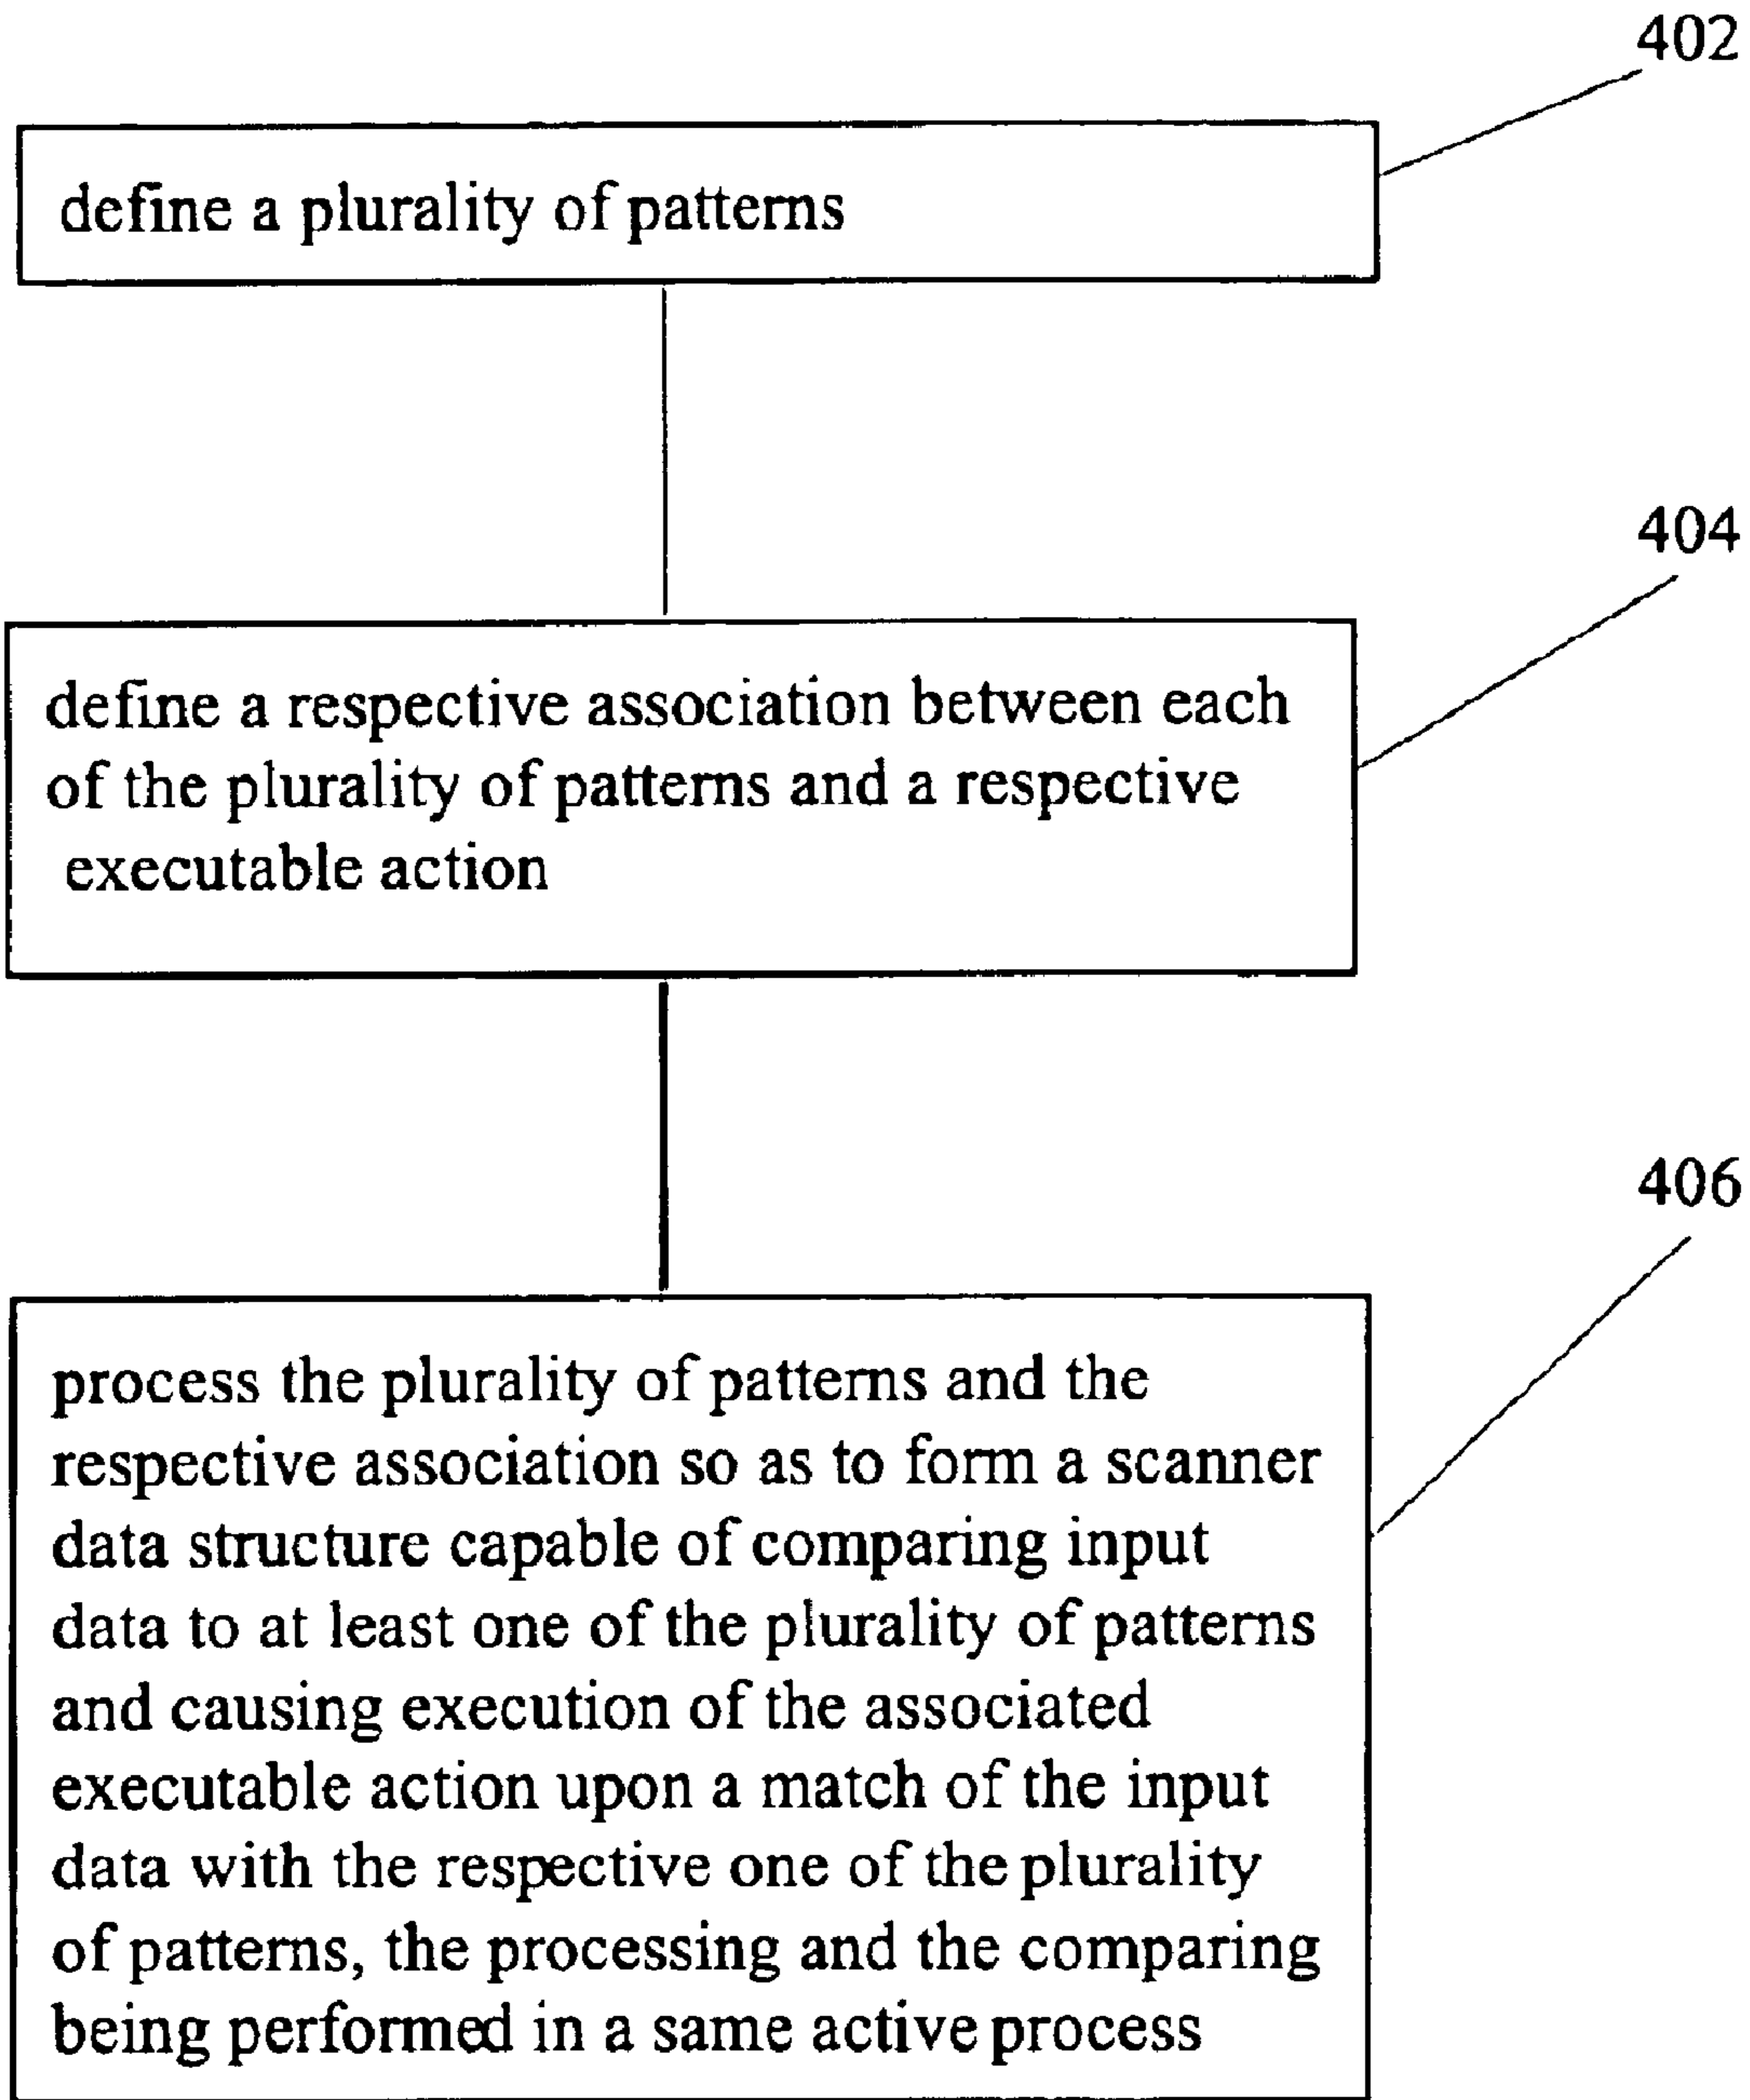 402
define a plurality of patterns
404
define a respective association between each
of the plurality of patterns and a respective
executable action
406
process the plurality of patterns and the
respective association so as to form a scanner
data structure capable of comparing input
data to at least one of the plurality of patterns
and causing execution of the associated
executable action upon a match of the input
data with the respective one of the plurality
of patterns, the processing and the comparing
being performed in a same active process